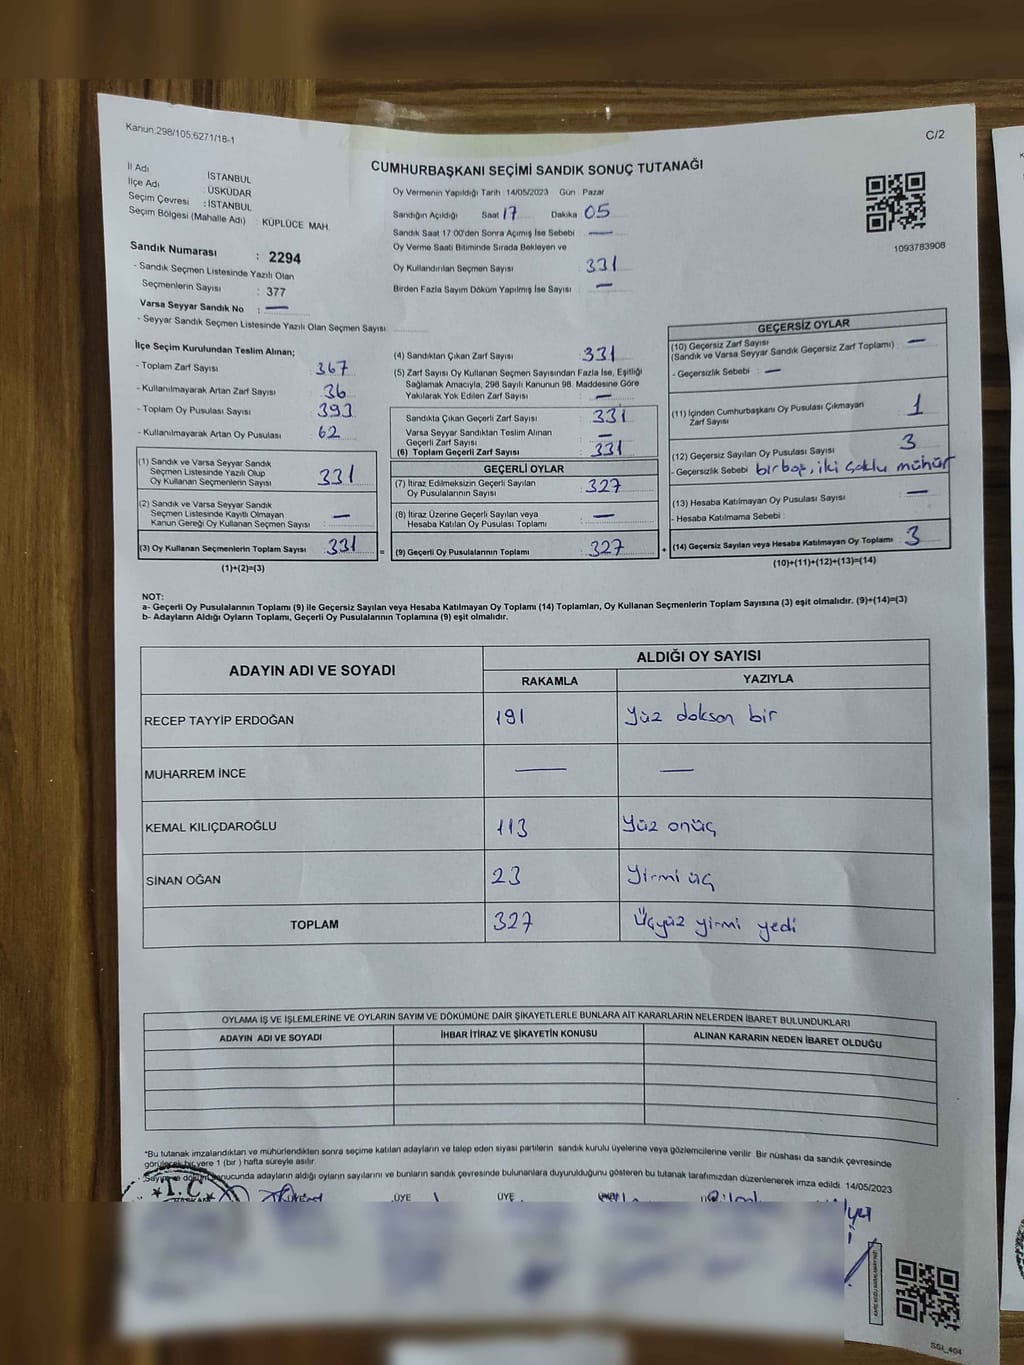 Kanun:298/105,6271/18-1
C/2
CUMHURBAŞKANI SEÇİMİ SANDIK SONUÇ TUTANAĞI
İl Adı İSTANBUL
İlçe Adı : ÜSKÜDAR
Seçim Çevresi : İSTANBUL
Seçim Bölgesi (Mahalle Adı) : KÜPLÜCE MAH.
Sandık Numarası : 2294
- Sandık Seçmen Listesinde Yazılı Olan
Seçmenlerin Sayısı : 377
Varsa Seyyar Sandık No : —
- Seyyar Sandık Seçmen Listesinde Yazılı Olan Seçmen Sayısı:
Oy Vermenin Yapıldığı Tarih :14/05/2023 Gün : Pazar
Sandığın Açıldığı Saat 17 Dakika 05
Sandık Saat 17:00'den Sonra Açımış İse Sebebi : —
Oy Verme Saati Bitiminde Sırada Bekleyen ve
Oy Kullandırılan Seçmen Sayısı : 331
Birden Fazla Sayım Döküm Yapılmış İse Sayısı : —
1093783908
İlçe Seçim Kurulundan Teslim Alınan;
- Toplam Zarf Sayısı : 367
- Kullanılmayarak Artan Zarf Sayısı : 36
- Toplam Oy Pusulası Sayısı : 393
- Kullanılmayarak Artan Oy Pusulası : 62
(1) Sandık ve Varsa Seyyar Sandık
Seçmen Listesinde Yazılı Olup
Oy Kullanan Seçmenlerin Sayısı : 331
(2) Sandık ve Varsa Seyyar Sandık
Seçmen Listesinde Kayıtlı Olmayan
Kanun Gereği Oy Kullanan Seçmen Sayısı : —
(3) Oy Kullanan Seçmenlerin Toplam Sayısı : 331
(1)+(2)=(3)
=
(4) Sandıktan Çıkan Zarf Sayısı : 331
(5) Zarf Sayısı Oy Kullanan Seçmen Sayısından Fazla İse, Eşitliği
Sağlamak Amacıyla, 298 Sayılı Kanunun 98. Maddesine Göre
Yakılarak Yok Edilen Zarf Sayısı : —
Sandıkta Çıkan Geçerli Zarf Sayısı : 331
Varsa Seyyar Sandıktan Teslim Alınan
Geçerli Zarf Sayısı : —
(6) Toplam Geçerli Zarf Sayısı : 331
GEÇERLİ OYLAR
(7) İtiraz Edilmeksizin Geçerli Sayılan
Oy Pusulalarının Sayısı : 327
(8) İtiraz Üzerine Geçerli Sayılan veya
Hesaba Katılan Oy Pusulası Toplamı : —
(9) Geçerli Oy Pusulalarının Toplamı : 327
+
GEÇERSİZ OYLAR
(10) Geçersiz Zarf Sayısı
(Sandık ve Varsa Seyyar Sandık Geçersiz Zarf Toplamı) : —
- Geçersizlik Sebebi : —
(11) İçinden Cumhurbaşkanı Oy Pusulası Çıkmayan
Zarf Sayısı : 1
(12) Geçersiz Sayılan Oy Pusulası Sayısı : 3
- Geçersizlik Sebebi : bir boş, iki çoklu mühür
(13) Hesaba Katılmayan Oy Pusulası Sayısı : —
- Hesaba Katılmama Sebebi :
(14) Geçersiz Sayılan veya Hesaba Katılmayan Oy Toplamı : 3
(10)+(11)+(12)+(13)=(14)
NOT:
a- Geçerli Oy Pusulalarının Toplamı (9) ile Geçersiz Sayılan veya Hesaba Katılmayan Oy Toplamı (14) Toplamları, Oy Kullanan Seçmenlerin Toplam Sayısına (3) eşit olmalıdır. (9)+(14)=(3)
b- Adayların Aldığı Oyların Toplamı, Geçerli Oy Pusulalarının Toplamına (9) eşit olmalıdır.
ADAYIN ADI VE SOYADI ALDIĞI OY SAYISI
RAKAMLA YAZIYLA
RECEP TAYYİP ERDOĞAN 191 Yüz doksan bir
MUHARREM İNCE — —
KEMAL KILIÇDAROĞLU 113 Yüz onüç
SİNAN OĞAN 23 Yirmi üç
TOPLAM 327 Üçyüz yirmi yedi
OYLAMA İŞ VE İŞLEMLERİNE VE OYLARIN SAYIM VE DÖKÜMÜNE DAİR ŞİKAYETLERLE BUNLARA AİT KARARLARIN NELERDEN İBARET BULUNDUKLARI
ADAYIN ADI VE SOYADI İHBAR İTİRAZ VE ŞİKAYETİN KONUSU ALINAN KARARIN NEDEN İBARET OLDUĞU
*Bu tutanak imzalandıktan ve mühürlendikten sonra seçime katılan adayların ve talep eden siyasi partilerin sandık kurulu üyelerine veya gözlemcilerine verilir. Bir nüshası da sandık çevresinde
görülecek bir yere 1 (bir) hafta süreyle asılır.
Sayım ve döküm sonucunda adayların aldığı oyların sayılarını ve bunların sandık çevresinde bulunanlara duyurulduğunu gösteren bu tutanak tarafımızdan düzenlenerek imza edildi. 14/05/2023
T.C.
ÜYE ÜYE
SSİ_404